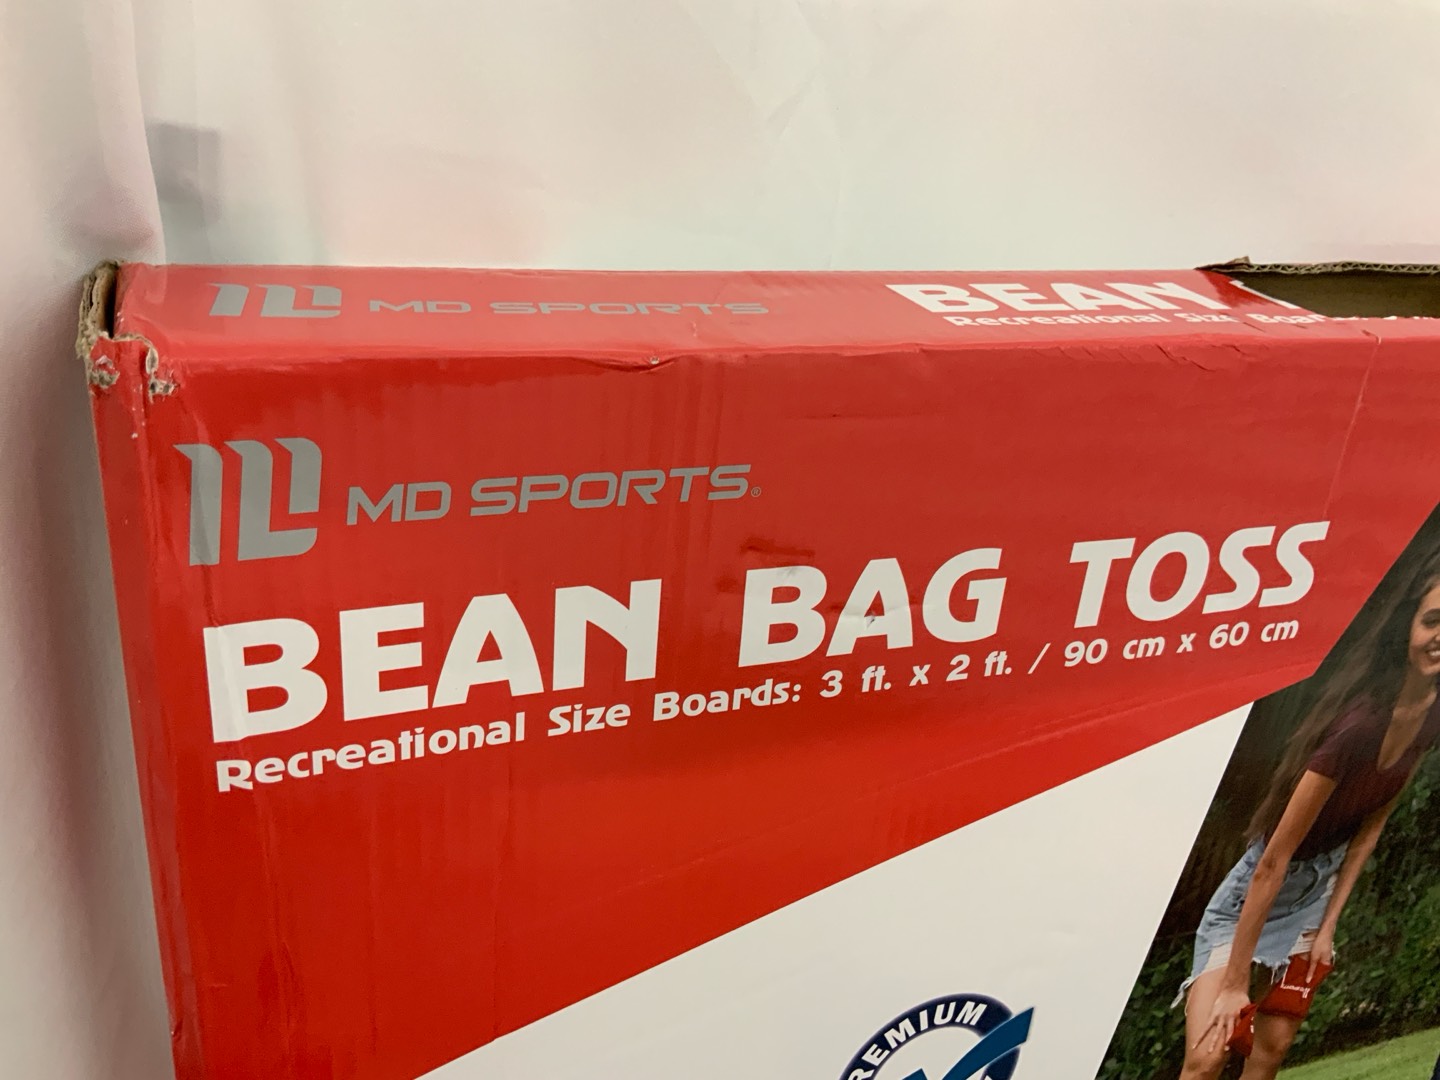 MD SPORTS
BEAN
Recreational Size
MD SPORTS®
BEAN BAG TOSS
Recreational Size Boards: 3 ft. x 2 ft. / 90 cm x 60 cm
PREMIUM